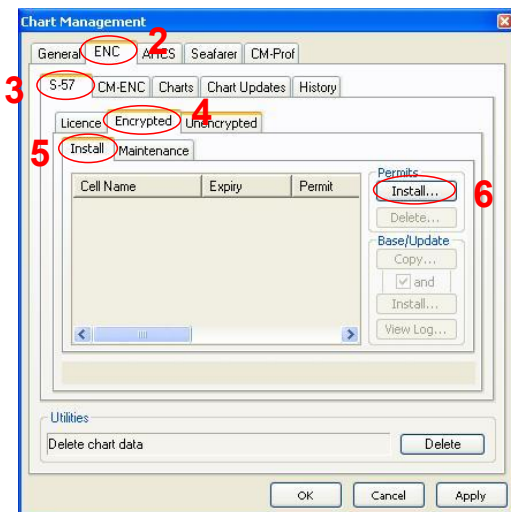 Chart Management
General ENC 2 ARCS Seafarer CM-Prof
3 S-57 CM-ENC Charts Chart Updates History
Licence Encrypted 4 Unencrypted
5 Install Maintenance
Cell Name Expiry Permit
Permits
Install... 6
Delete...
Base/Update
Copy...
and
Install...
View Log...
Utilities
Delete chart data Delete
OK Cancel Apply